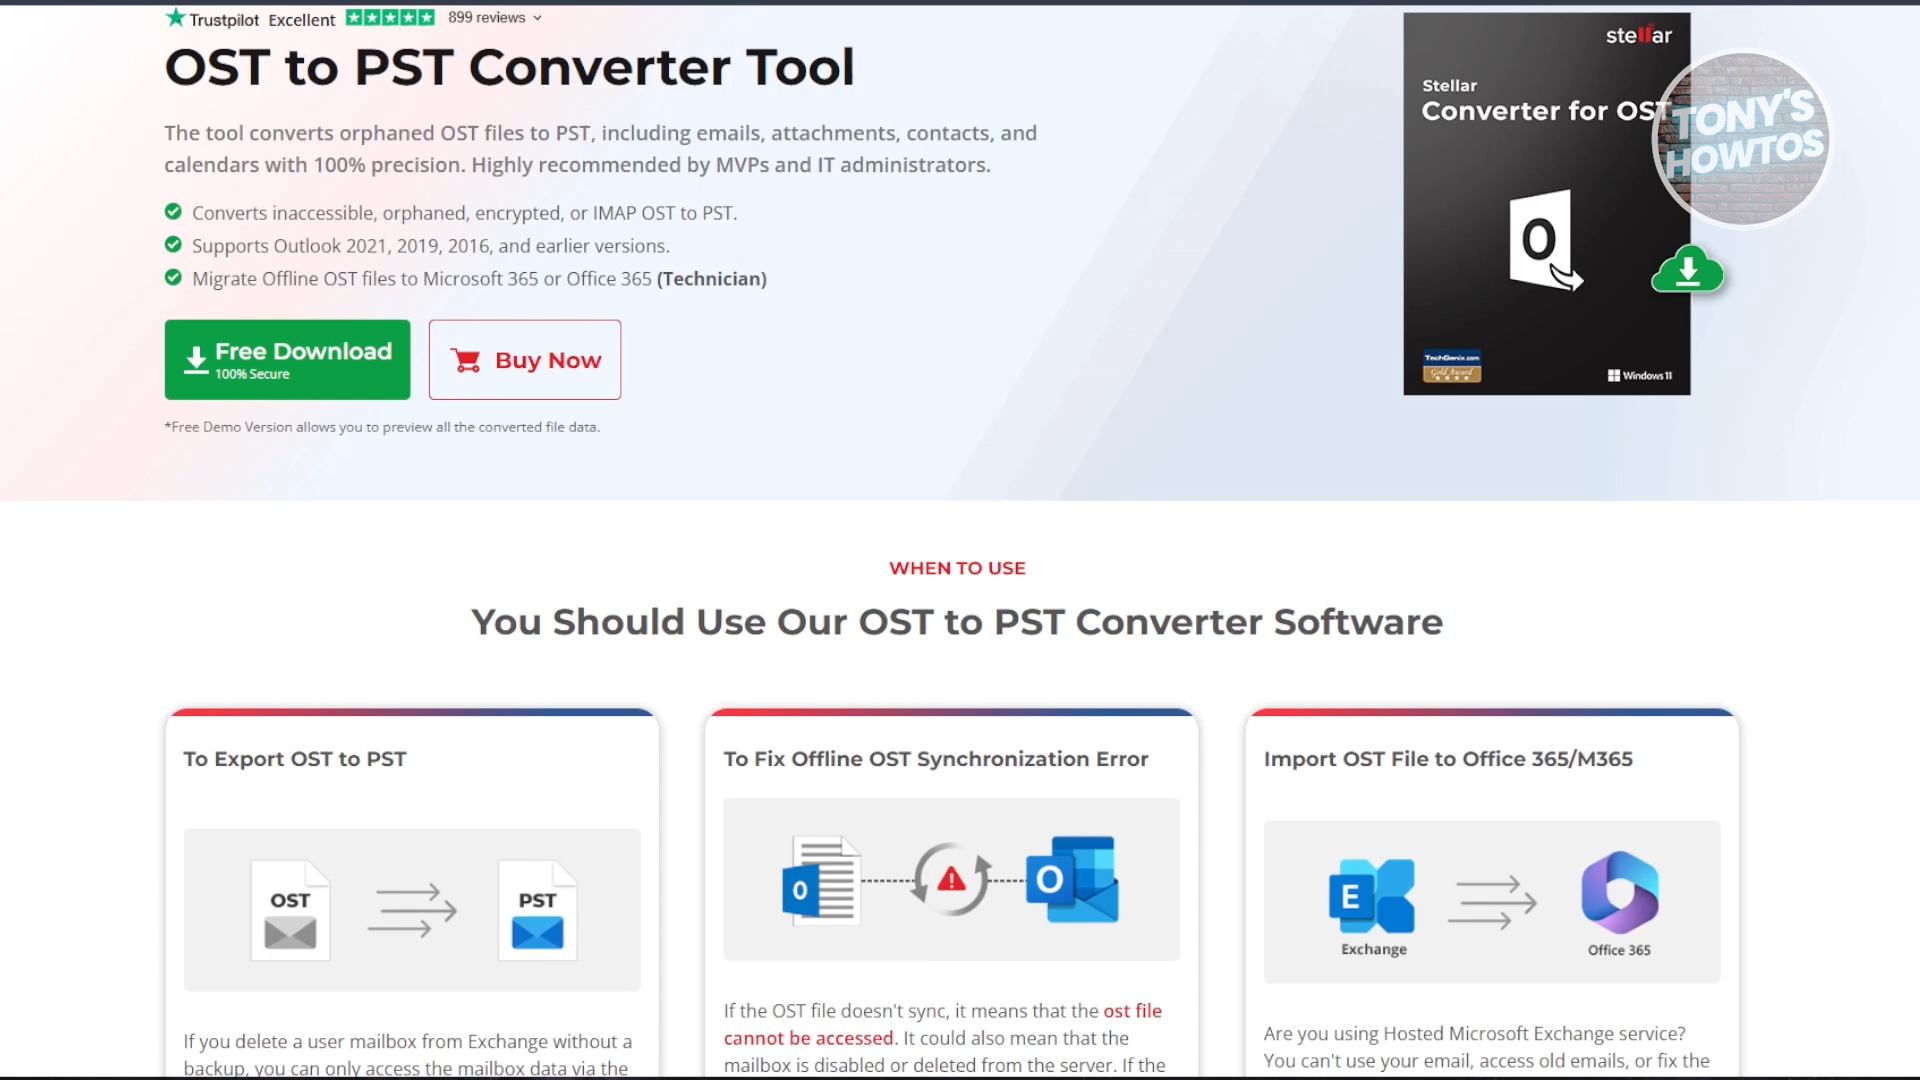 Trustpilot Excellent 899 reviews
OST to PST Converter Tool
The tool converts orphaned OST files to PST, including emails, attachments, contacts, and
calendars with 100% precision. Highly recommended by MVPs and IT administrators.
Converts inaccessible, orphaned, encrypted, or IMAP OST to PST.
Supports Outlook 2021, 2019, 2016, and earlier versions.
Migrate Offline OST files to Microsoft 365 or Office 365 (Technician)
Free Download
100% Secure
Buy Now
*Free Demo Version allows you to preview all the converted file data.
stellar
Stellar
Converter for OST
TONY'S
HOWTOS
O
TechGenix.com
Gold Award
Windows 11
WHEN TO USE
You Should Use Our OST to PST Converter Software
To Export OST to PST
OST
PST
If you delete a user mailbox from Exchange without a
backup, you can only access the mailbox data via the
To Fix Offline OST Synchronization Error
O
O
If the OST file doesn't sync, it means that the ost file
cannot be accessed. It could also mean that the
mailbox is disabled or deleted from the server. If the
Import OST File to Office 365/M365
E
Exchange
Office 365
Are you using Hosted Microsoft Exchange service?
You can't use your email, access old emails, or fix the